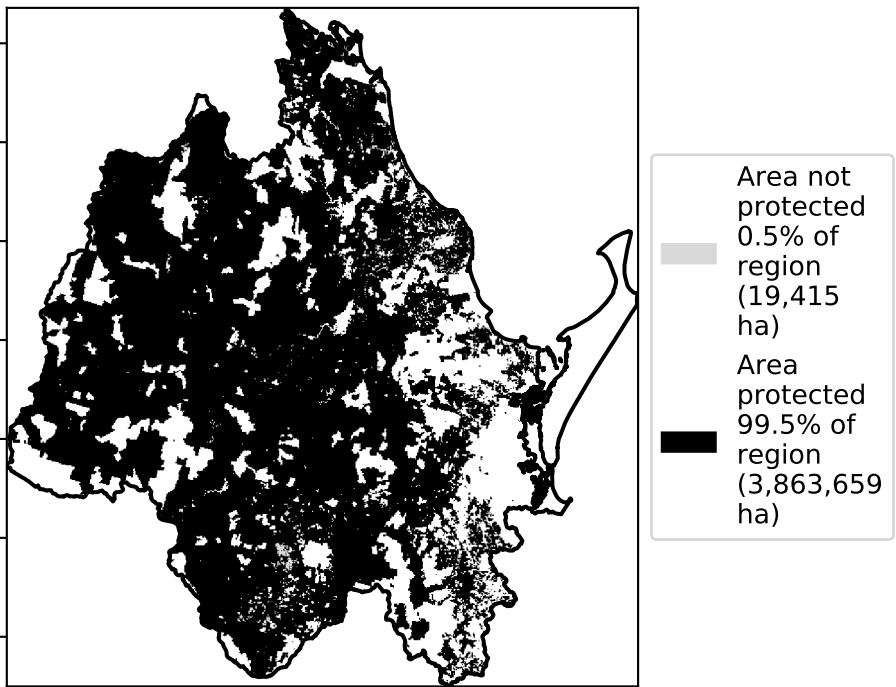 Area not
protected
0.5% of
region
(19,415
ha)
Area
protected
99.5% of
region
(3,863,659
ha)